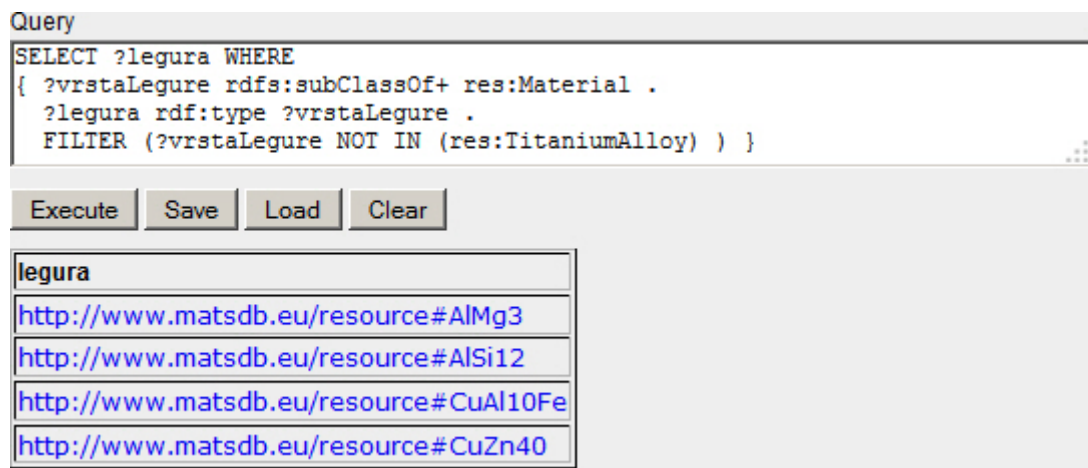 Query
SELECT ?legura WHERE
{ ?vrstaLegure rdfs:subClassOf+ res:Material .
?legura rdf:type ?vrstaLegure .
FILTER (?vrstaLegure NOT IN (res:TitaniumAlloy) ) }
Execute Save Load Clear
legura
http://www.matsdb.eu/resource#AlMg3
http://www.matsdb.eu/resource#AlSi12
http://www.matsdb.eu/resource#CuAl10Fe
http://www.matsdb.eu/resource#CuZn40